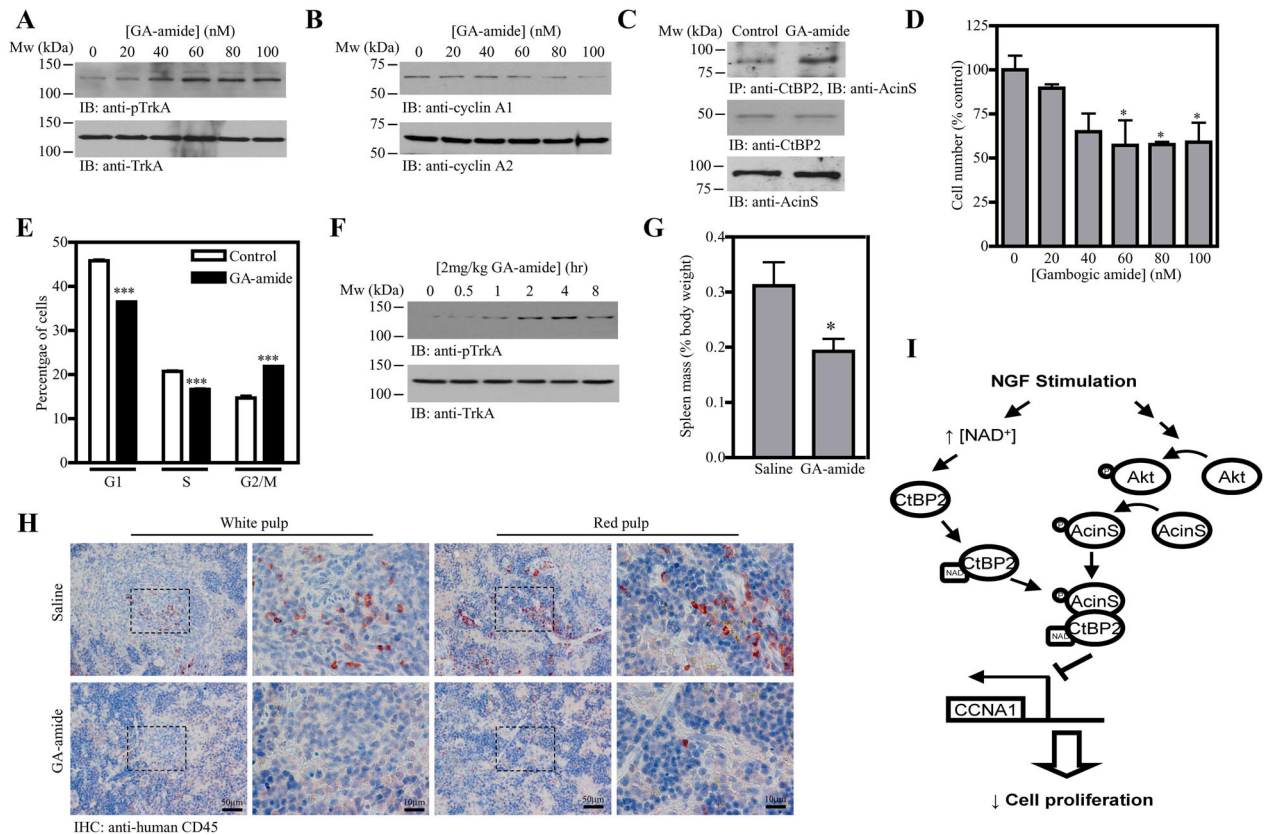 A
[GA-amide] (nM)
Mw (kDa) 0 20 40 60 80 100
150
100
IB: anti-pTrkA
150
100
IB: anti-TrkA
B
[GA-amide] (nM)
Mw (kDa) 0 20 40 60 80 100
75
50
IB: anti-cyclin A1
75
50
IB: anti-cyclin A2
C
Mw (kDa) Control GA-amide
100
75
IP: anti-CtBP2, IB: anti-AcinS
50
IB: anti-CtBP2
100
75
IB: anti-AcinS
D
Cell number (% control)
125
100
75
50
25
0
* * *
0 20 40 60 80 100
[Gambogic amide] (nM)
E
Percentgae of cells
50
40
30
20
10
0
Control
GA-amide
***
***
***
G1 S G2/M
F
[2mg/kg GA-amide] (hr)
Mw (kDa) 0 0.5 1 2 4 8
150
100
IB: anti-pTrkA
150
100
IB: anti-TrkA
G
Spleen mass (% body weight)
0.4
0.3
0.2
0.1
0.0
*
Saline GA-amide
H
White pulp Red pulp
Saline
GA-amide
50μm 10μm 50μm 10μm
IHC: anti-human CD45
I
NGF Stimulation
↑ [NAD+]
P Akt Akt
CtBP2
P AcinS AcinS
NAD CtBP2
P AcinS
NAD CtBP2
CCNA1
↓ Cell proliferation